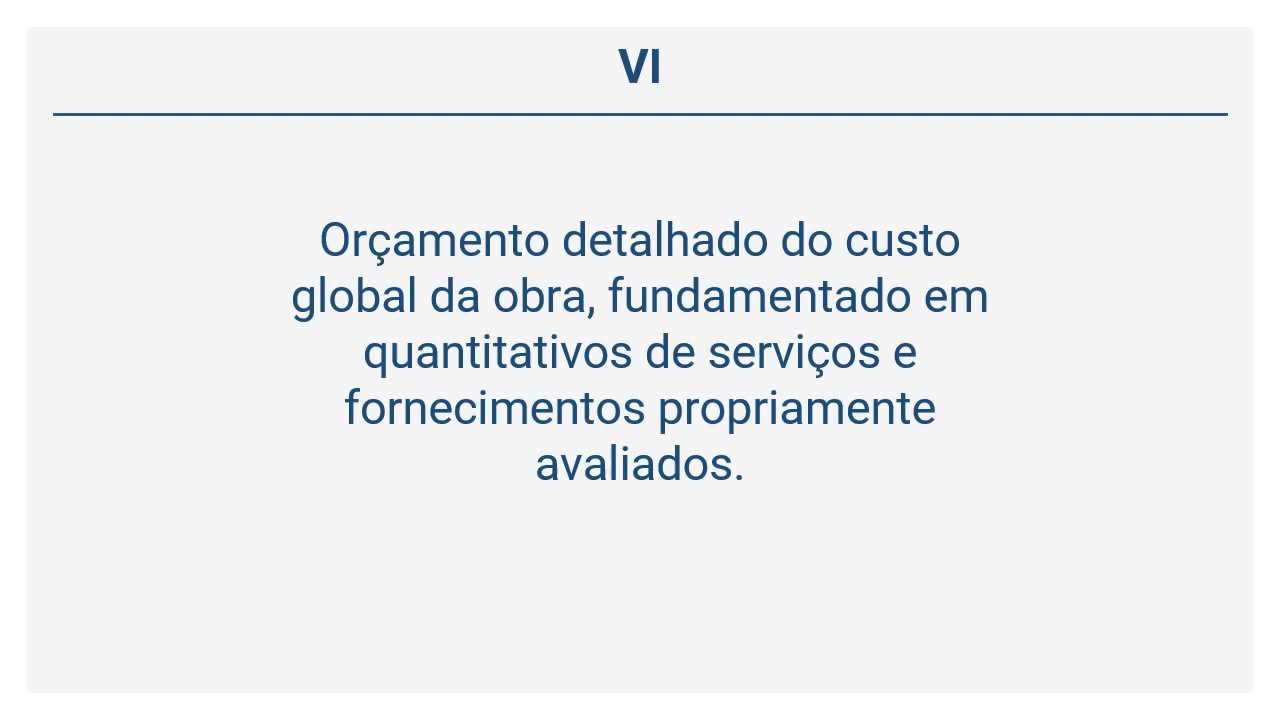 VI
Orçamento detalhado do custo
global da obra, fundamentado em
quantitativos de serviços e
fornecimentos propriamente
avaliados.